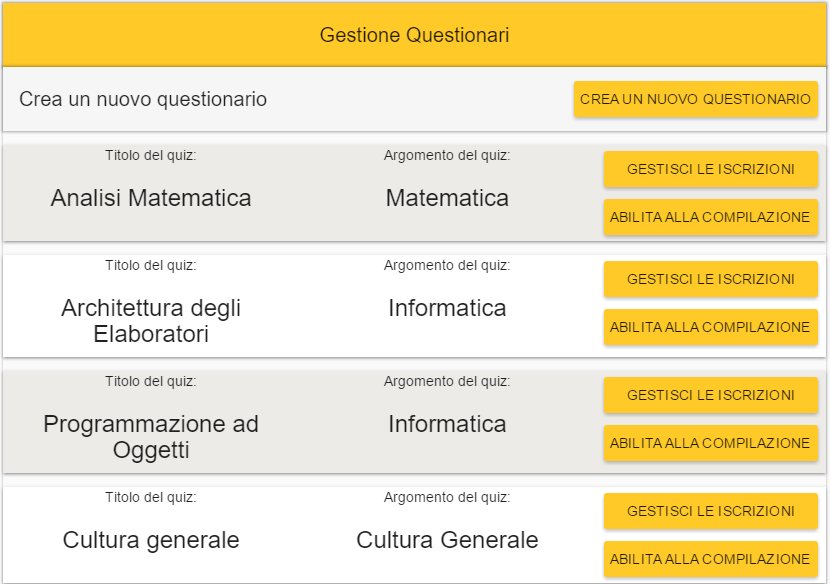 Gestione Questionari
Crea un nuovo questionario
CREA UN NUOVO QUESTIONARIO
Titolo del quiz:
Argomento del quiz:
Analisi Matematica
Matematica
GESTISCI LE ISCRIZIONI
ABILITA ALLA COMPILAZIONE
Titolo del quiz:
Argomento del quiz:
Architettura degli
Elaboratori
Informatica
GESTISCI LE ISCRIZIONI
ABILITA ALLA COMPILAZIONE
Titolo del quiz:
Argomento del quiz:
Programmazione ad
Oggetti
Informatica
GESTISCI LE ISCRIZIONI
ABILITA ALLA COMPILAZIONE
Titolo del quiz:
Argomento del quiz:
Cultura generale
Cultura Generale
GESTISCI LE ISCRIZIONI
ABILITA ALLA COMPILAZIONE